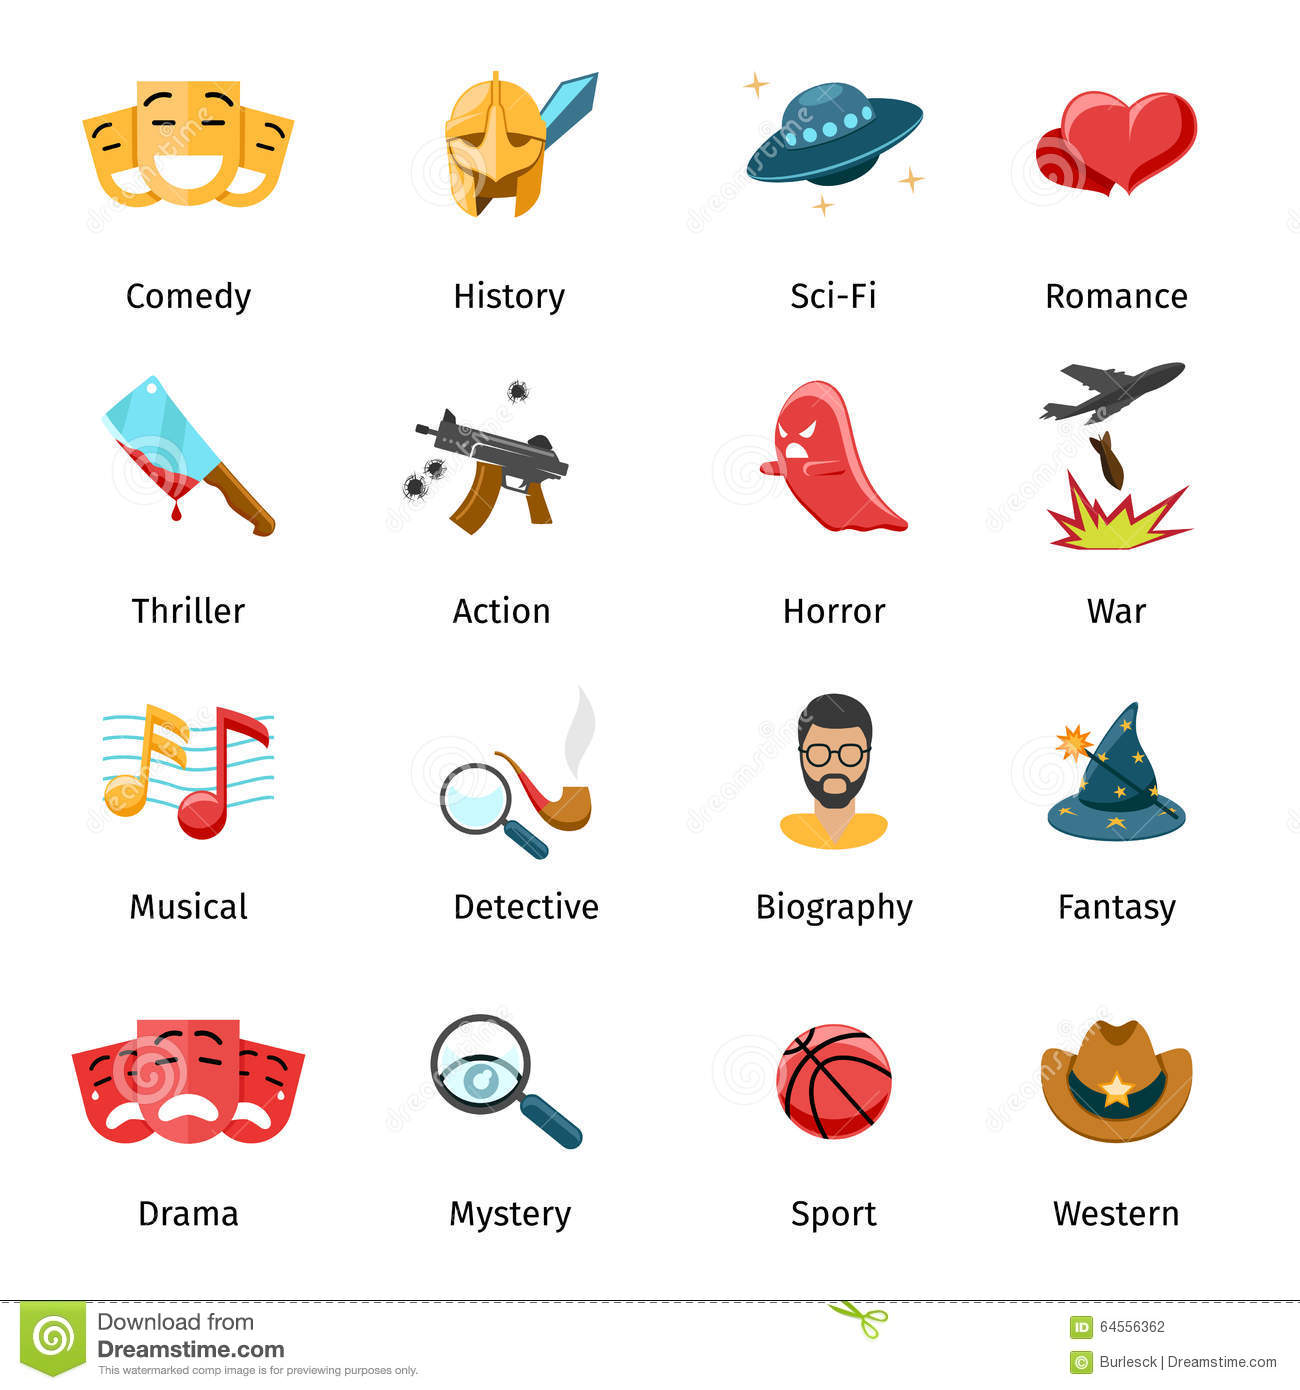 Comedy
History
Sci-Fi
Romance
Thriller
Action
Horror
War
Musical
Detective
Biography
Fantasy
Drama
Mystery
Sport
Western
Download from
Dreamstime.com
This watermarked comp image is for previewing purposes only.
ID 64556362
© Burlesck | Dreamstime.com